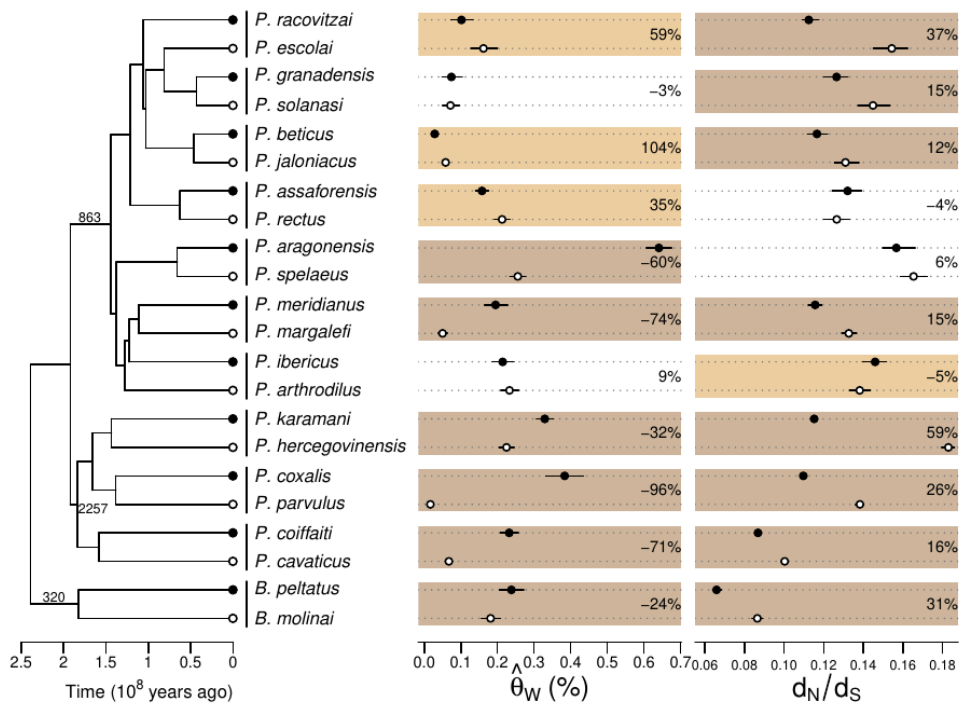 P. racovitzai
59%
37%
P. escolai
P. granadensis
−3%
15%
P. solanasi
P. beticus
104%
12%
P. jaloniacus
P. assaforensis
35%
−4%
P. rectus
863
P. aragonensis
−60%
6%
P. spelaeus
P. meridianus
−74%
15%
P. margalefi
P. ibericus
9%
−5%
P. arthrodilus
P. karamani
−32%
59%
P. hercegovinensis
P. coxalis
−96%
26%
P. parvulus
2257
P. coiffaiti
−71%
16%
P. cavaticus
B. peltatus
320
−24%
31%
B. molinai
2.5 2 1.5 1 0.5 0
0.0 0.1 0.2 0.3 0.4 0.5 0.6 0.7
0.06 0.08 0.10 0.12 0.14 0.16 0.18
Time (10⁸ years ago)
θ̂W (%)
dN/dS